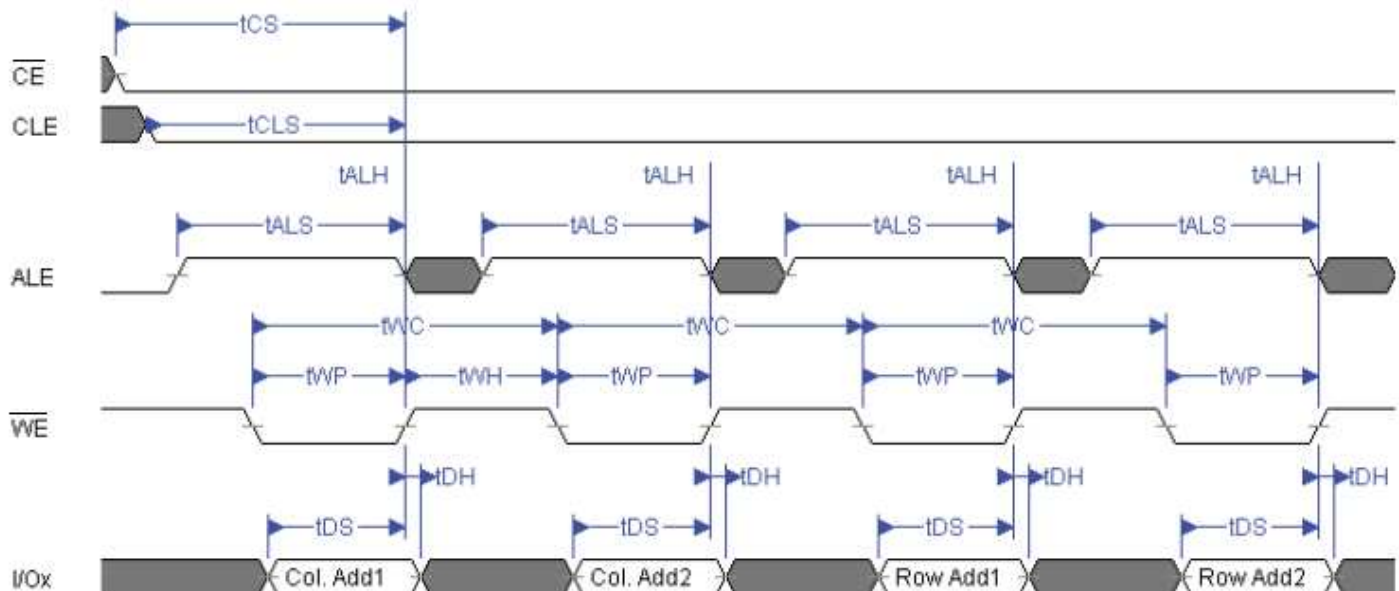 tCS
CE
CLE
tCLS
tALH tALH tALH tALH
tALS tALS tALS tALS
ALE
tWC tWC tWC
tWP tWH tWP tWP tWP
WE
tDH tDH tDH tDH
tDS tDS tDS tDS
I/Ox Col. Add1 Col. Add2 Row Add1 Row Add2